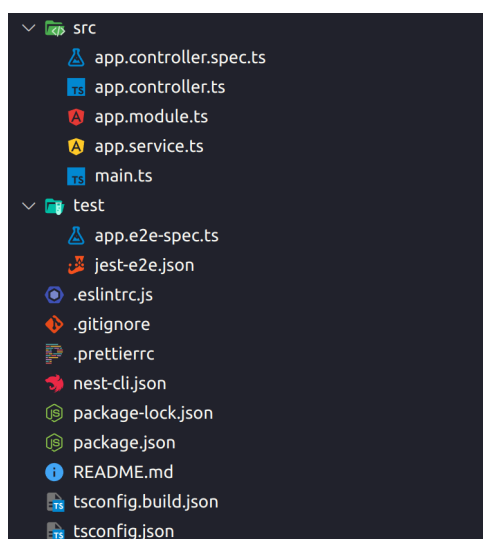 src
app.controller.spec.ts
app.controller.ts
app.module.ts
app.service.ts
main.ts
test
app.e2e-spec.ts
jest-e2e.json
.eslintrc.js
.gitignore
.prettierrc
nest-cli.json
package-lock.json
package.json
README.md
tsconfig.build.json
tsconfig.json